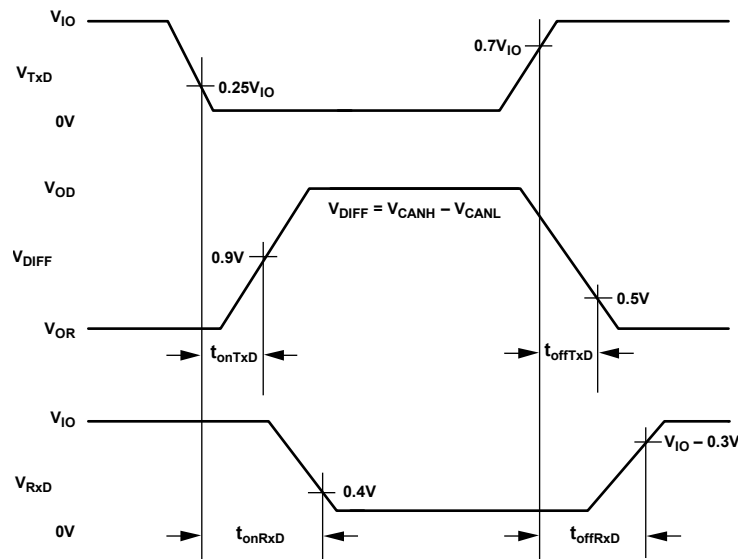 V_IO
0.7V_IO
V_TxD
0.25V_IO
0V
V_OD
V_DIFF = V_CANH – V_CANL
V_DIFF
0.9V
0.5V
V_OR
t_onTxD
t_offTxD
V_IO
V_IO – 0.3V
V_RxD
0.4V
0V
t_onRxD
t_offRxD